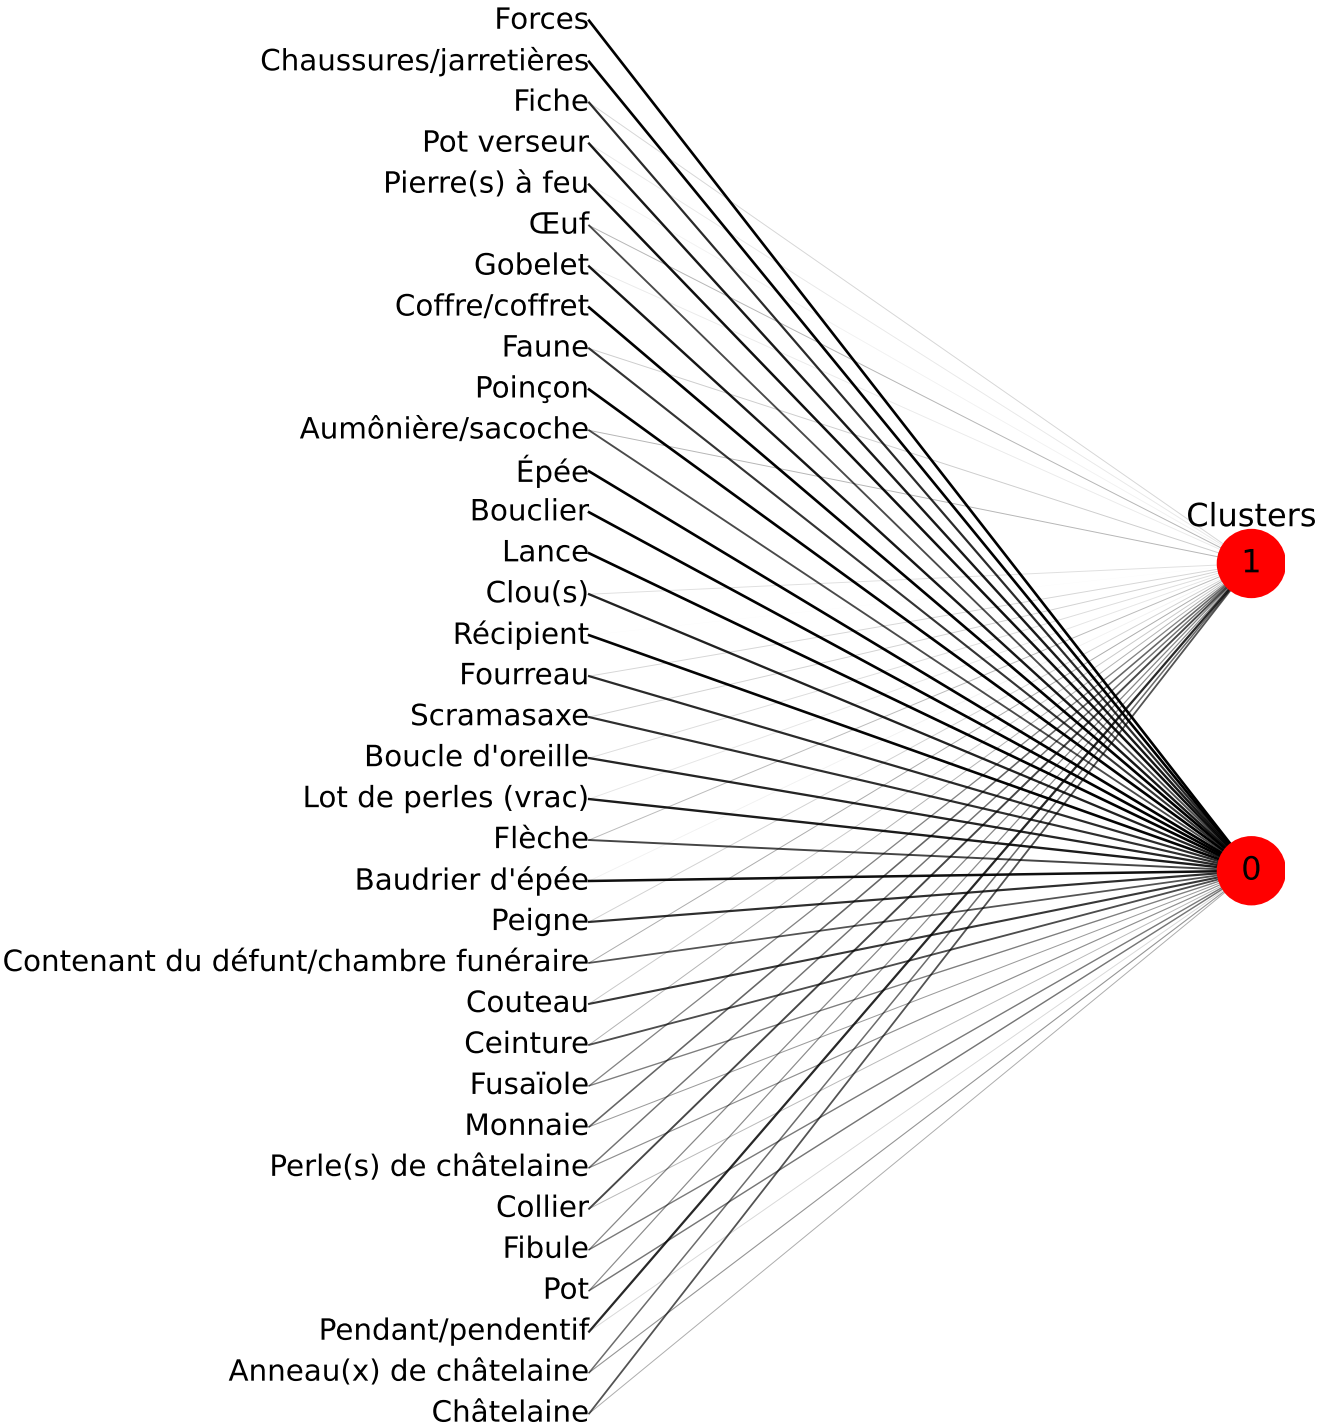 Forces
Chaussures/jarretières
Fiche
Pot verseur
Pierre(s) à feu
Œuf
Gobelet
Coffre/coffret
Faune
Poinçon
Aumônière/sacoche
Épée
Bouclier
Lance
Clou(s)
Récipient
Fourreau
Scramasaxe
Boucle d'oreille
Lot de perles (vrac)
Flèche
Baudrier d'épée
Peigne
Contenant du défunt/chambre funéraire
Couteau
Ceinture
Fusaïole
Monnaie
Perle(s) de châtelaine
Collier
Fibule
Pot
Pendant/pendentif
Anneau(x) de châtelaine
Châtelaine
Clusters
1
0